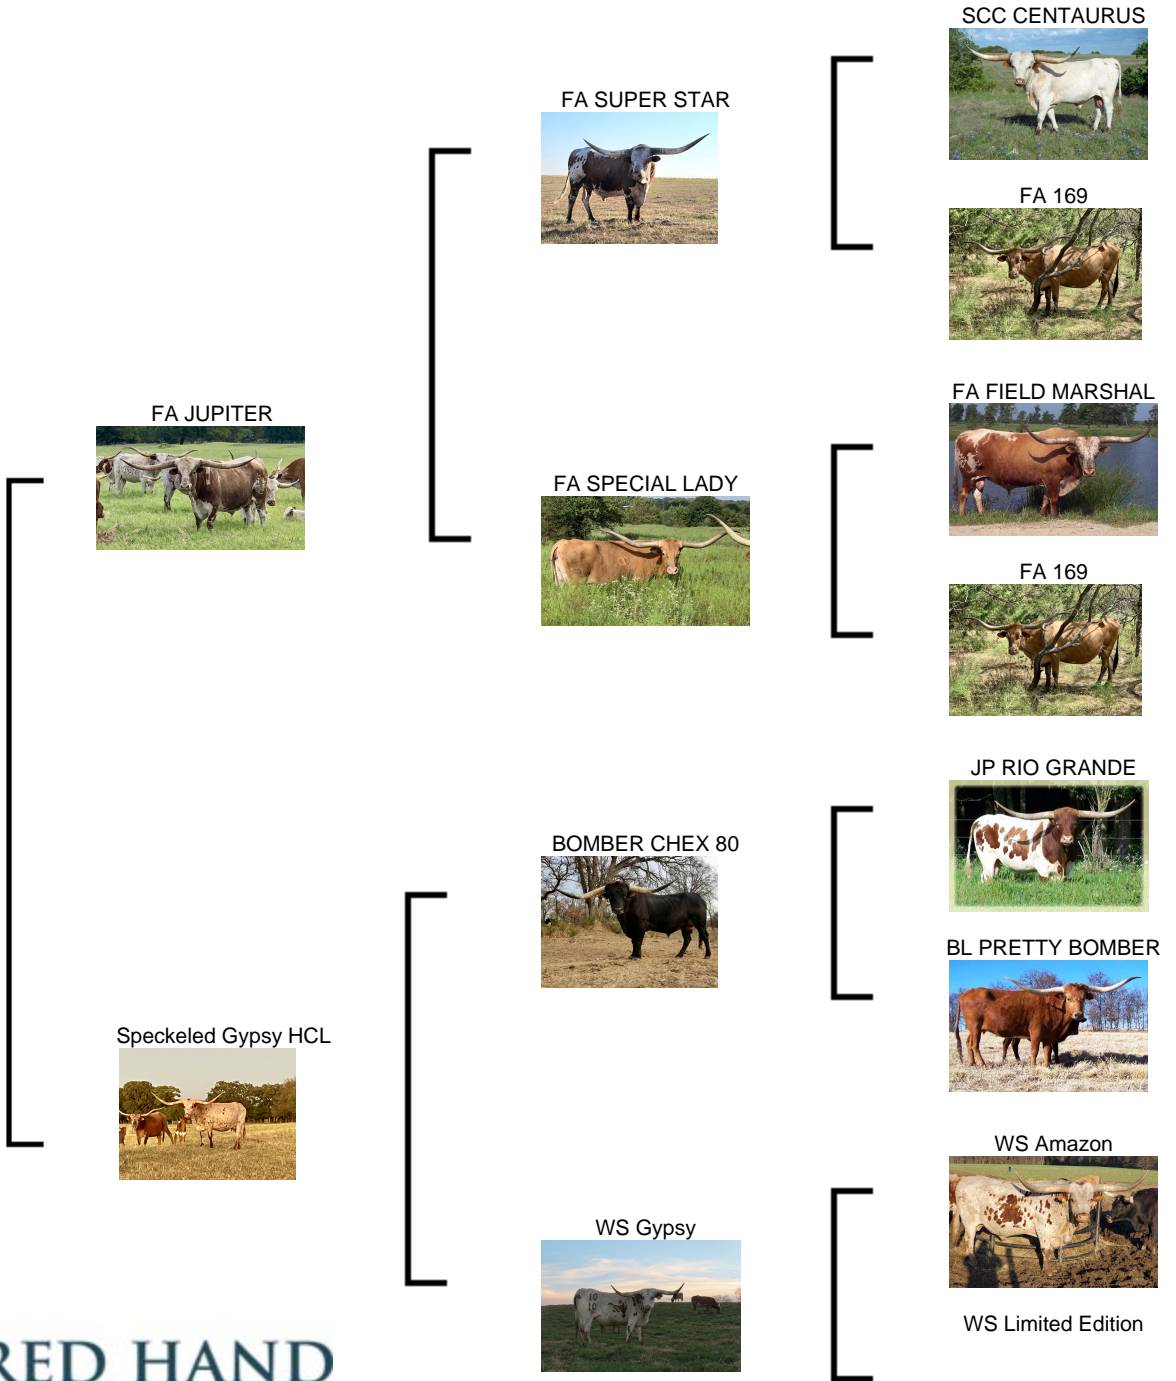 SCC CENTAURUS
FA SUPER STAR
FA 169
FA JUPITER
FA FIELD MARSHAL
FA SPECIAL LADY
FA 169
JP RIO GRANDE
BOMBER CHEX 80
BL PRETTY BOMBER
Speckeled Gypsy HCL
WS Amazon
WS Gypsy
WS Limited Edition
RED HAND